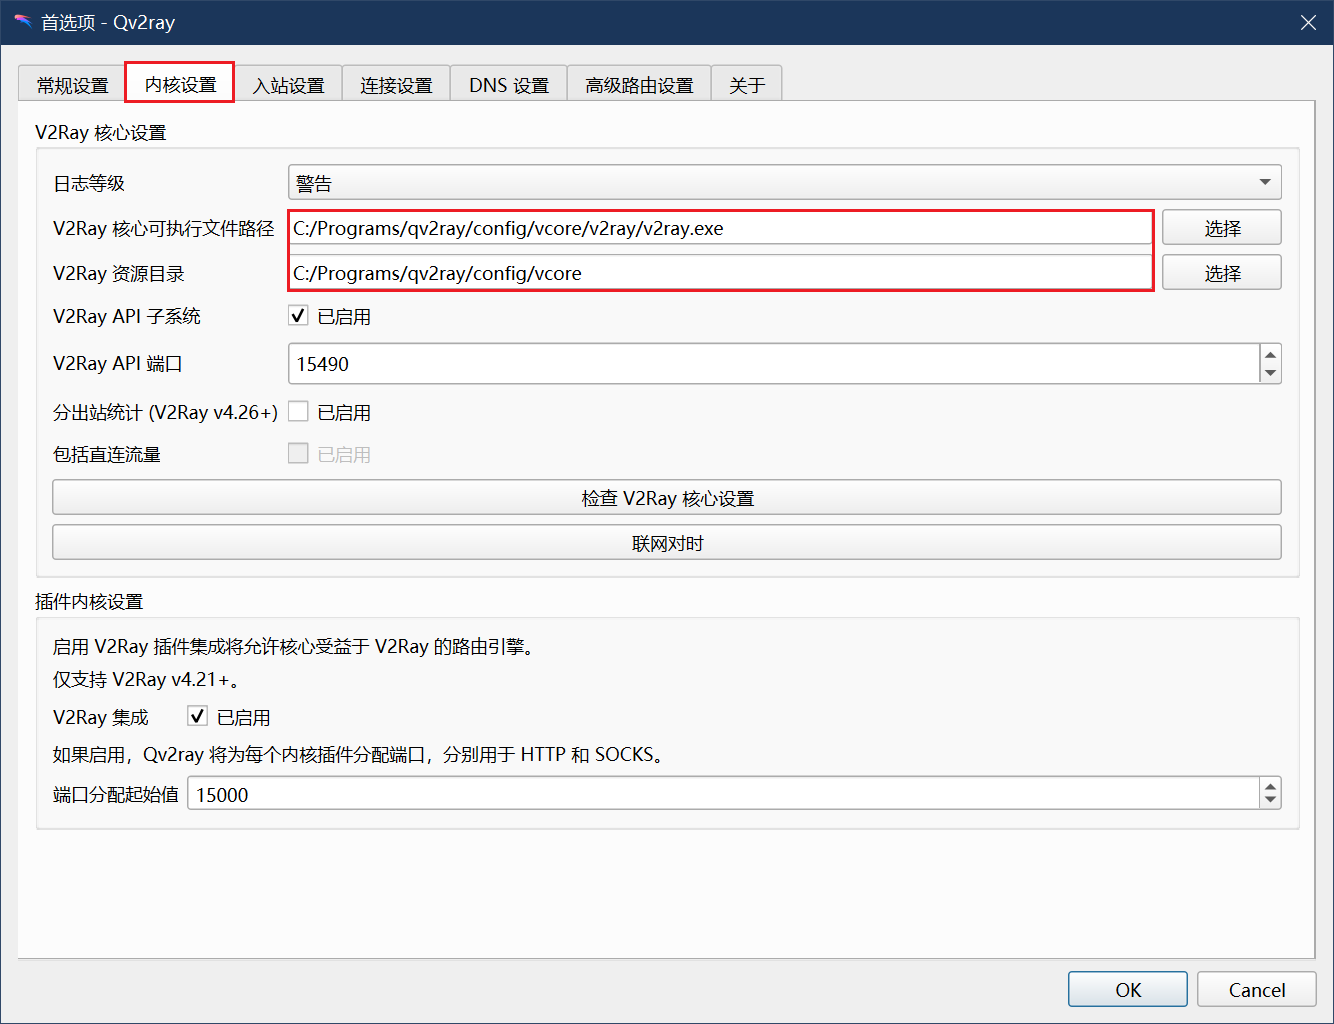 首选项 - Qv2ray
常规设置 内核设置 入站设置 连接设置 DNS 设置 高级路由设置 关于
V2Ray 核心设置
日志等级 警告
V2Ray 核心可执行文件路径 C:/Programs/qv2ray/config/vcore/v2ray/v2ray.exe 选择
V2Ray 资源目录 C:/Programs/qv2ray/config/vcore 选择
V2Ray API 子系统 已启用
V2Ray API 端口 15490
分出站统计 (V2Ray v4.26+) 已启用
包括直连流量 已启用
检查 V2Ray 核心设置
联网对时
插件内核设置
启用 V2Ray 插件集成将允许核心受益于 V2Ray 的路由引擎。
仅支持 V2Ray v4.21+。
V2Ray 集成 已启用
如果启用，Qv2ray 将为每个内核插件分配端口，分别用于 HTTP 和 SOCKS。
端口分配起始值 15000
OK Cancel